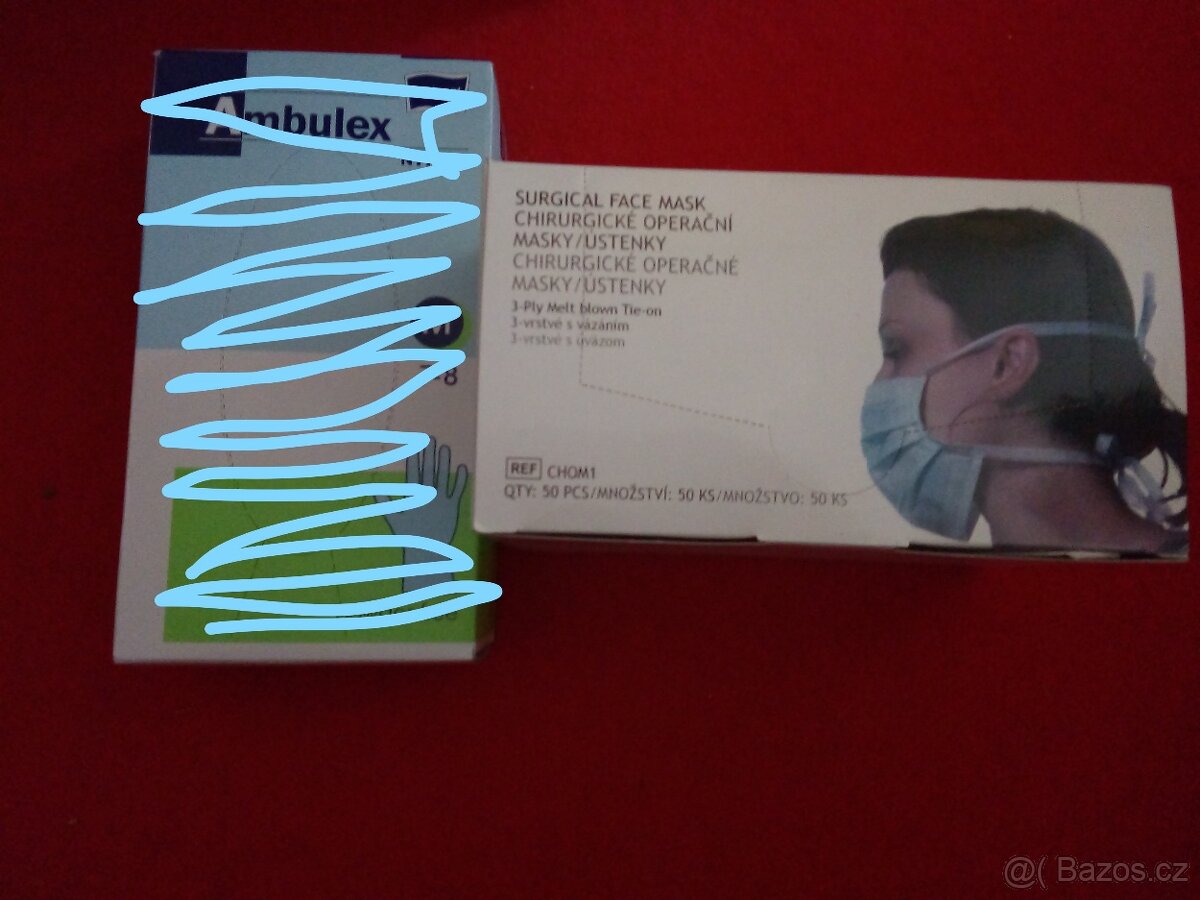 Ambulex
M
SURGICAL FACE MASK
CHIRURGICKÉ OPERAČNÍ
MASKY/ÚSTENKY
CHIRURGICKÉ OPERAČNÉ
MASKY/ÚSTENKY
3-Ply Melt blown Tie-on
3-vrstvé s vázáním
3-vrstvé s úväzom
REF CHOM1
QTY: 50 PCS/MNOŽSTVÍ: 50 KS/MNOŽSTVO: 50 KS
@( Bazos.cz